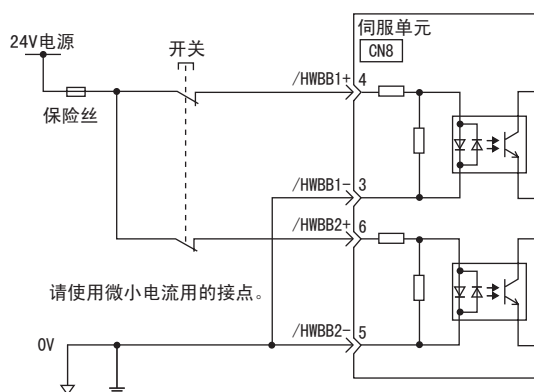 伺服单元
CN8
24V电源
开关
保险丝
/HWBB1+ 4
/HWBB1- 3
/HWBB2+ 6
请使用微小电流用的接点。
/HWBB2- 5
0V